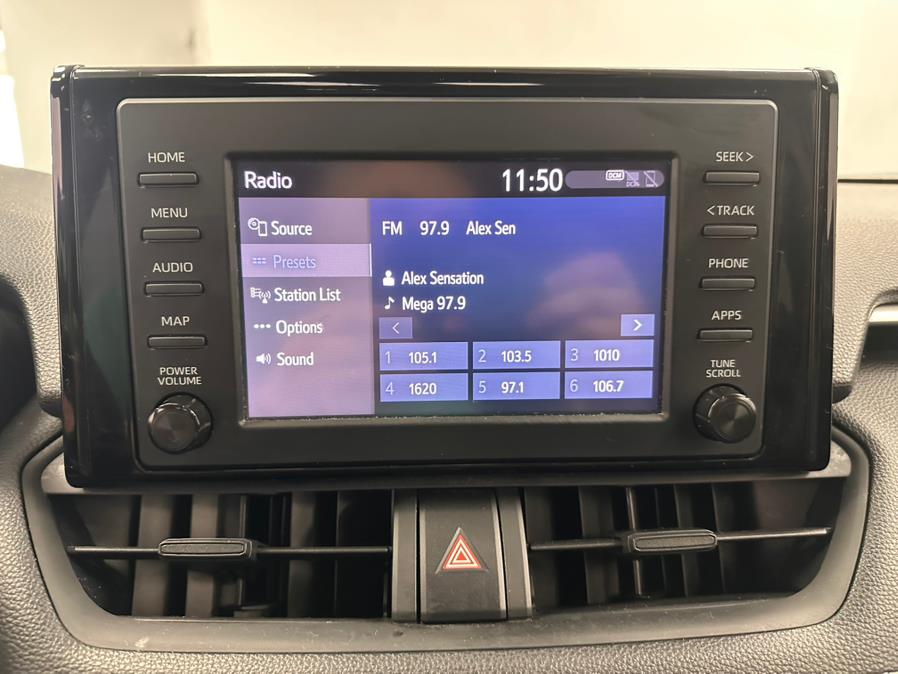 HOME
MENU
AUDIO
MAP
POWER
VOLUME
Radio 11:50 DCM
Source
Presets
Station List
Options
Sound
FM 97.9 Alex Sen
Alex Sensation
Mega 97.9
< >
1 105.1 2 103.5 3 1010
4 1620 5 97.1 6 106.7
SEEK >
< TRACK
PHONE
APPS
TUNE
SCROLL